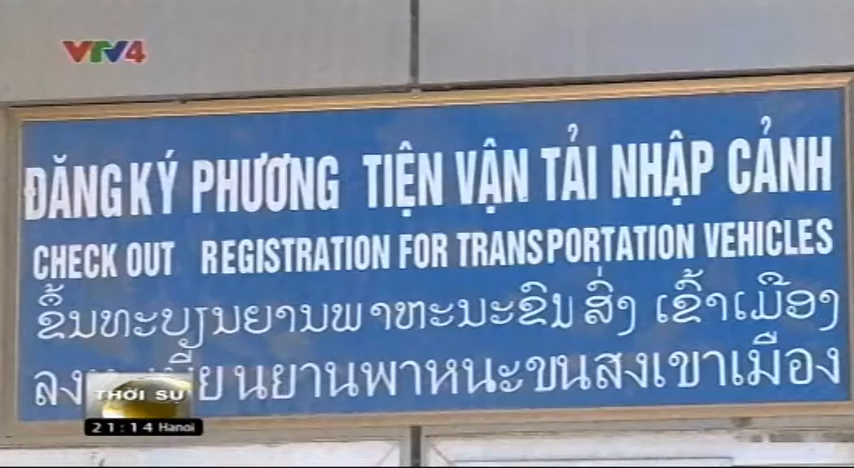 VTV4
ĐĂNG KÝ PHƯƠNG TIỆN VẬN TẢI NHẬP CẢNH
CHECK OUT REGISTRATION FOR TRANSPORTATION VEHICLES
ຂຶ້ນທະບຽນຍານພາຫະນະຂົນສົ່ງ ເຂົ້າເມືອງ
ยานพาหนะขนสงเขาเมือง
THỜI SỰ
21:14 Hanoi